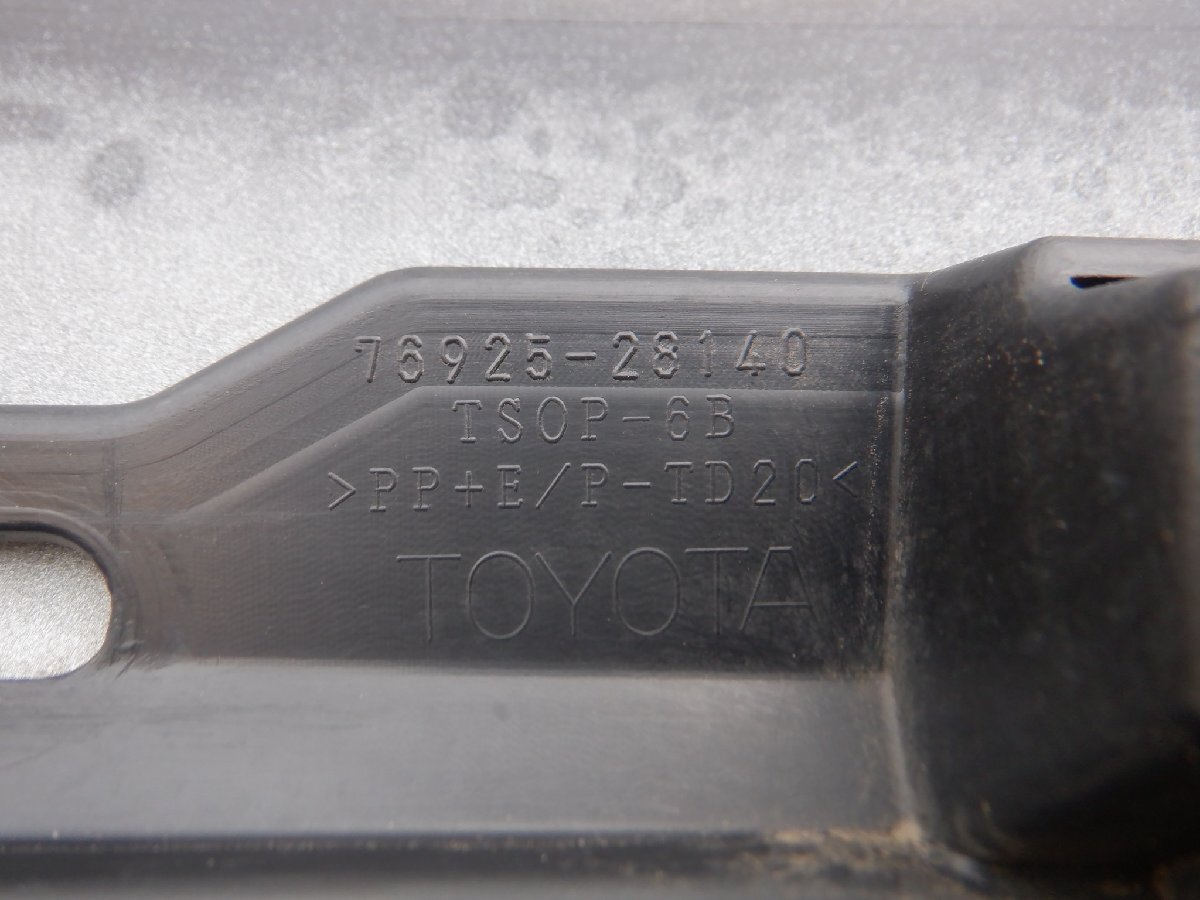 76925-28140
TSOP-6B
>PP+E/P-TD20<
TOYOTA